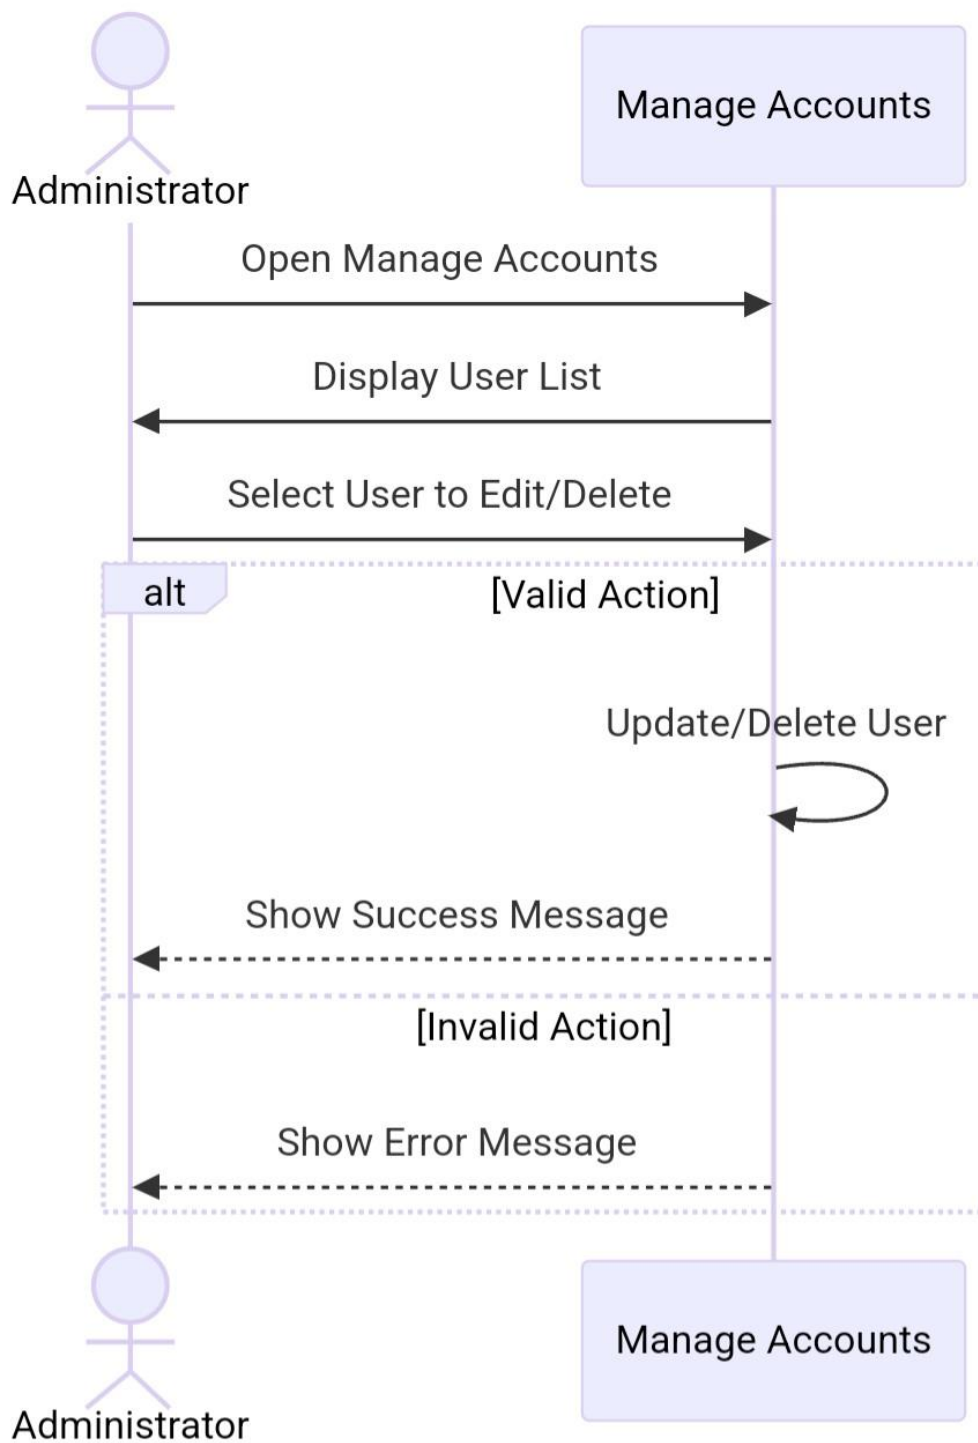 Administrator
Manage Accounts
Open Manage Accounts
Display User List
Select User to Edit/Delete
alt
[Valid Action]
Update/Delete User
Show Success Message
[Invalid Action]
Show Error Message
Administrator
Manage Accounts